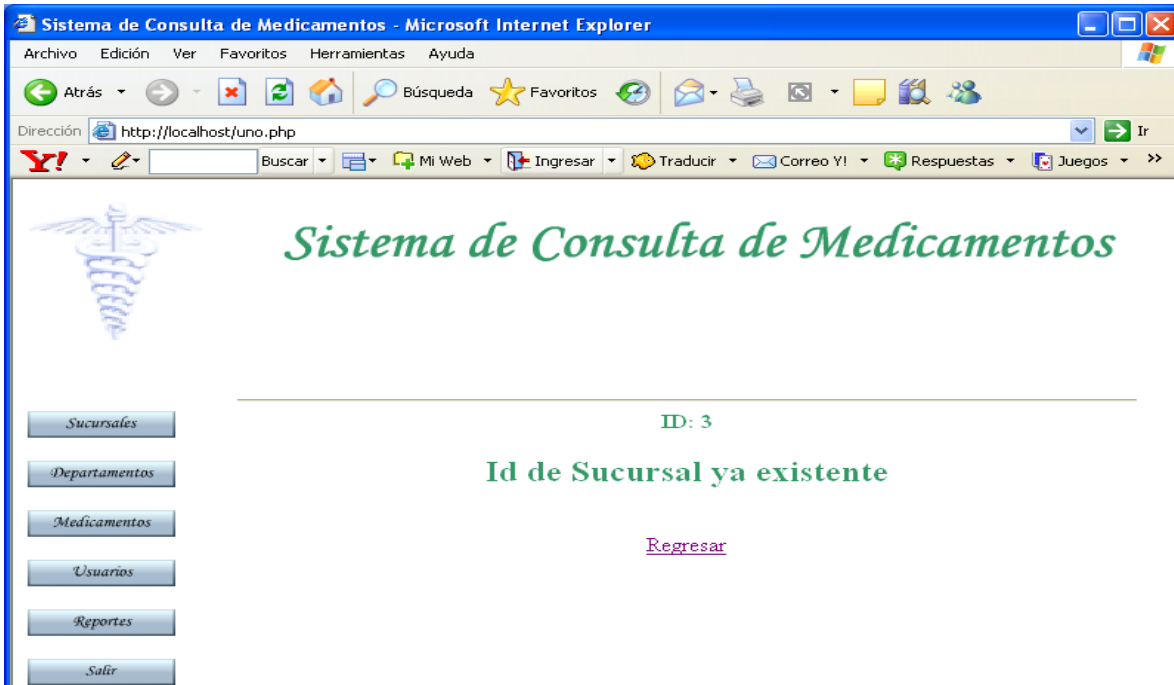 Sistema de Consulta de Medicamentos - Microsoft Internet Explorer
Archivo Edición Ver Favoritos Herramientas Ayuda
Atrás Búsqueda Favoritos
Dirección http://localhost/uno.php Ir
Y! Buscar Mi Web Ingresar Traducir Correo Y! Respuestas Juegos >>
Sistema de Consulta de Medicamentos
Sucursales
Departamentos
Medicamentos
Usuarios
Reportes
Salir
ID: 3
Id de Sucursal ya existente
Regresar